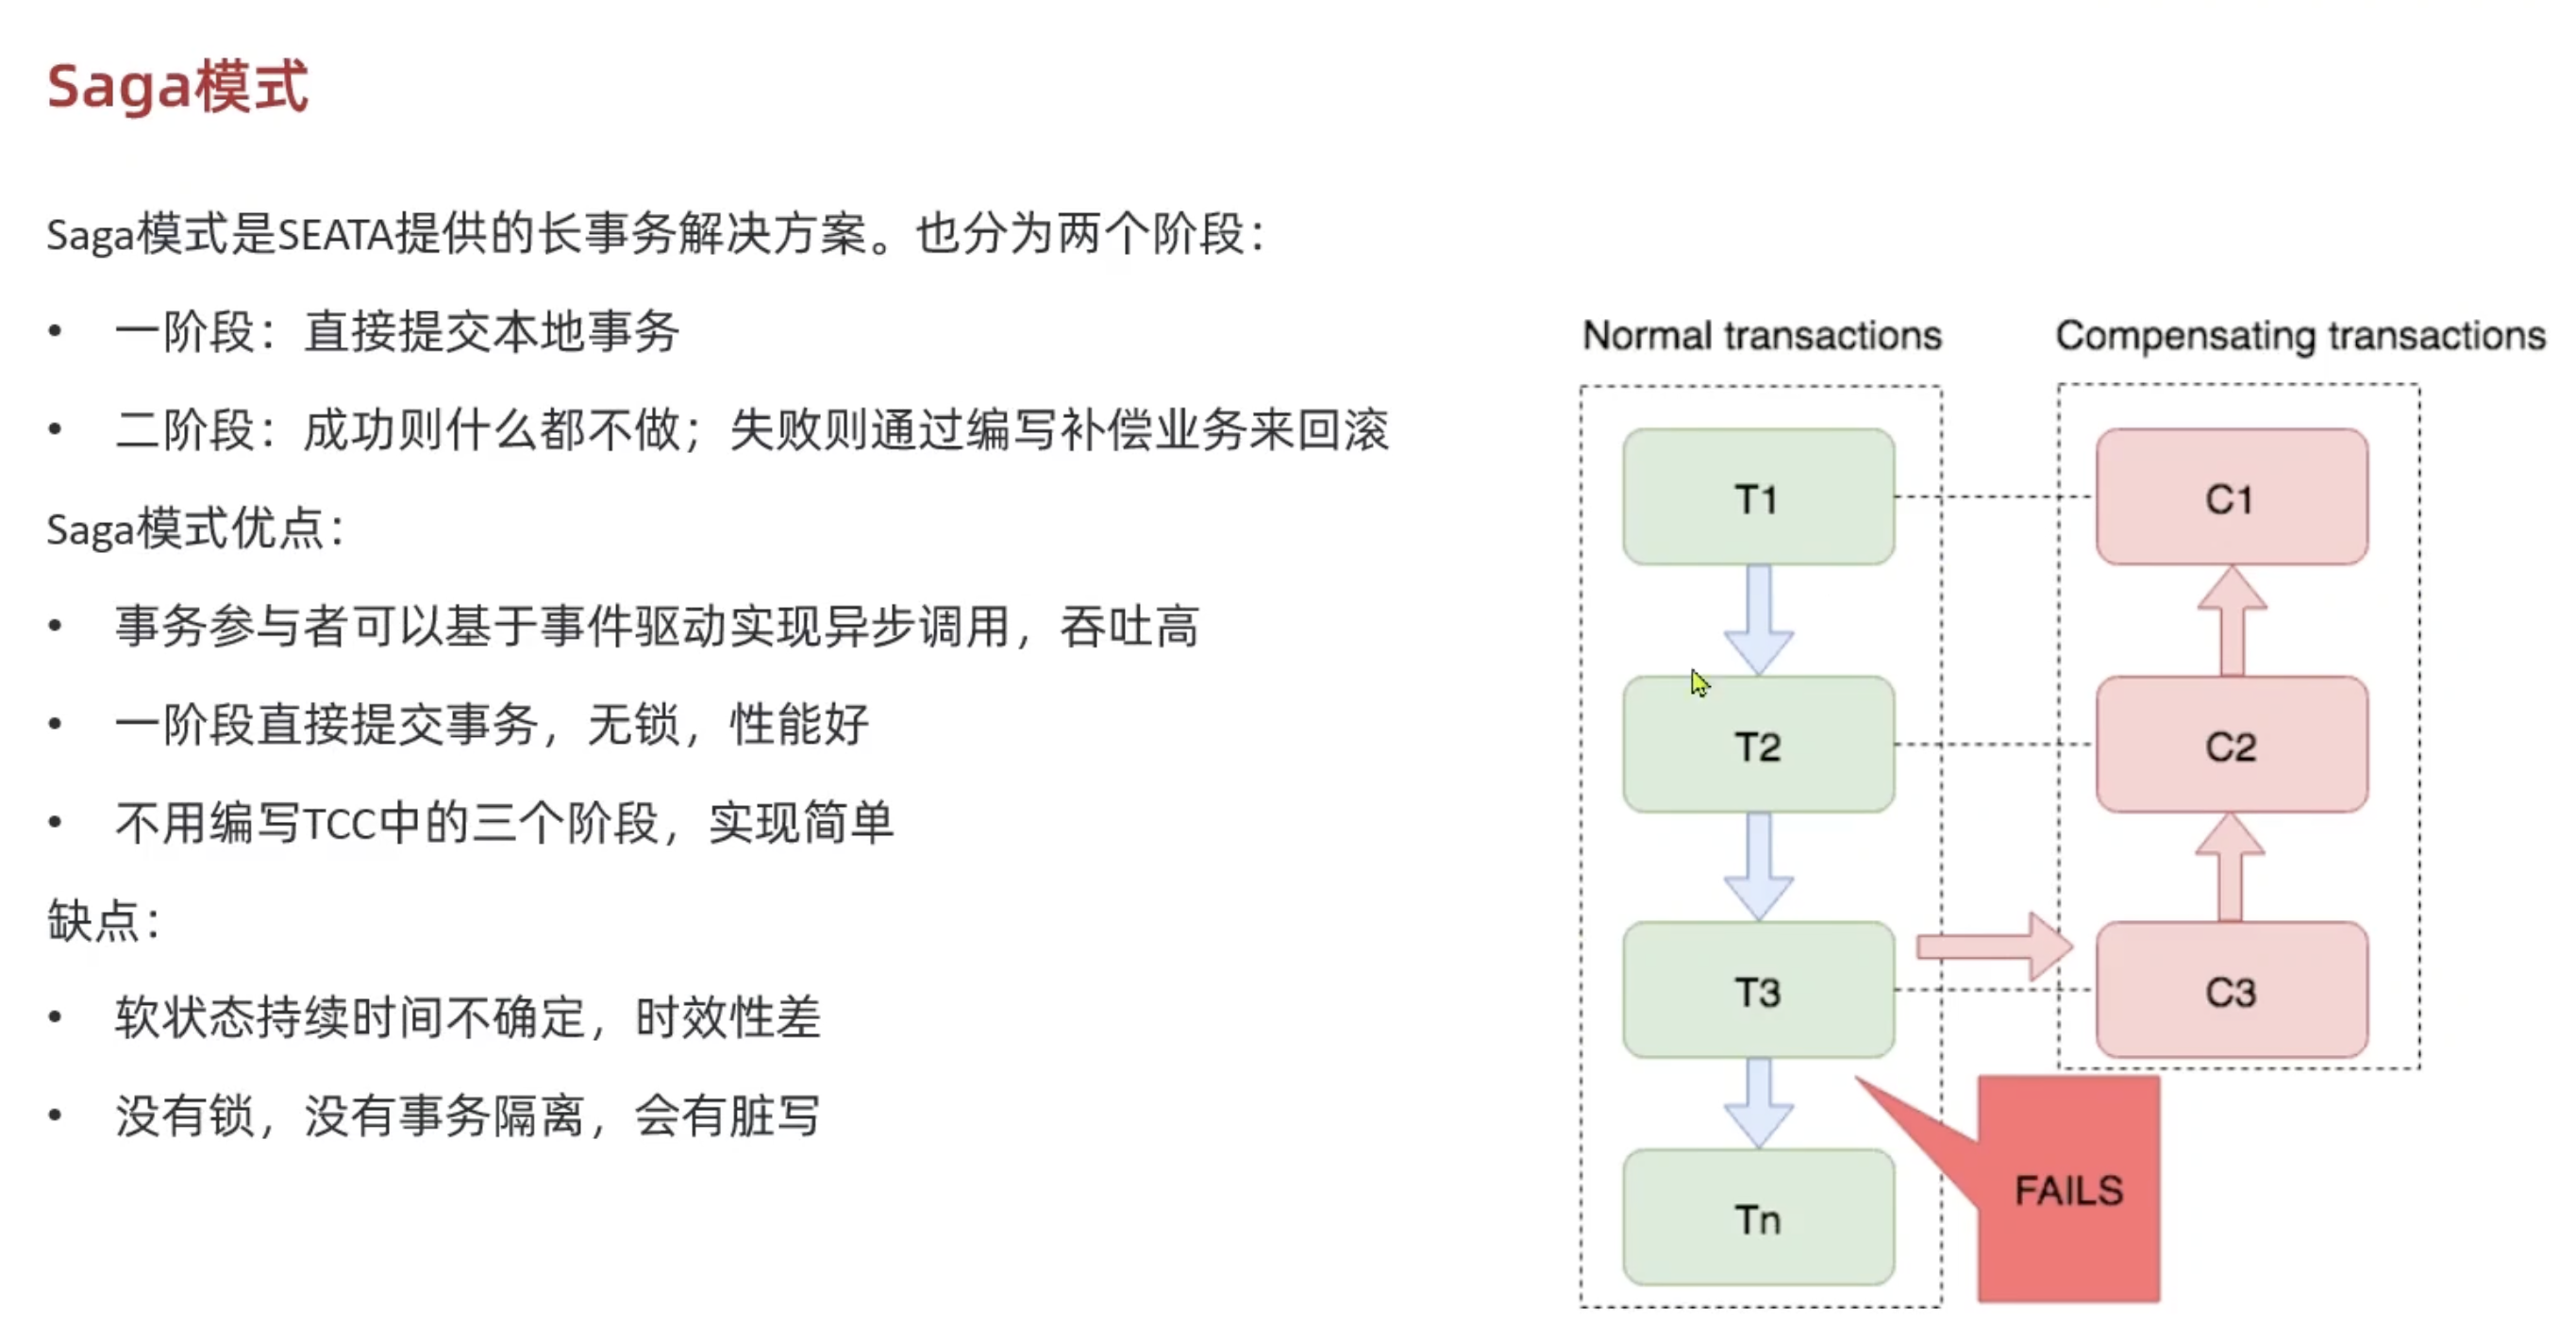 Saga模式
Saga模式是SEATA提供的长事务解决方案。也分为两个阶段：
• 一阶段：直接提交本地事务
• 二阶段：成功则什么都不做；失败则通过编写补偿业务来回滚
Saga模式优点：
• 事务参与者可以基于事件驱动实现异步调用，吞吐高
• 一阶段直接提交事务，无锁，性能好
• 不用编写TCC中的三个阶段，实现简单
缺点：
• 软状态持续时间不确定，时效性差
• 没有锁，没有事务隔离，会有脏写
Normal transactions
Compensating transactions
T1
C1
T2
C2
T3
C3
Tn
FAILS